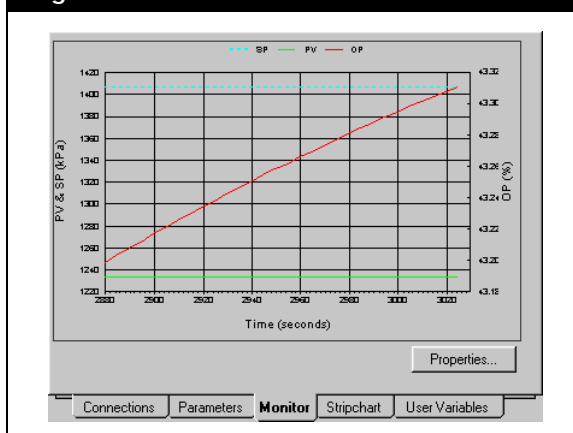 SP PV OP
1420
1400
1380
1360
1340
1320
1300
1280
1260
1240
1220
PV & SP (kPa)
43.32
43.30
43.28
43.26
43.24
43.22
43.20
43.18
OP (%)
2880 2900 2920 2940 2960 2980 3000 3020
Time (seconds)
Properties...
Connections Parameters Monitor Stripchart User Variables